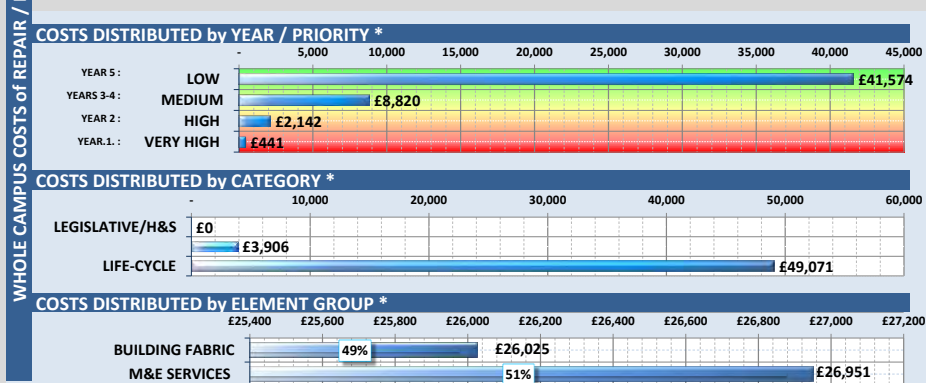 WHOLE CAMPUS COSTS of REPAIR /
COSTS DISTRIBUTED by YEAR / PRIORITY *
- 5,000 10,000 15,000 20,000 25,000 30,000 35,000 40,000 45,000
YEAR 5 : LOW £41,574
YEARS 3-4 : MEDIUM £8,820
YEAR 2 : HIGH £2,142
YEAR.1. : VERY HIGH £441
COSTS DISTRIBUTED by CATEGORY *
- 10,000 20,000 30,000 40,000 50,000 60,000
LEGISLATIVE/H&S £0
£3,906
LIFE-CYCLE £49,071
COSTS DISTRIBUTED by ELEMENT GROUP *
£25,400 £25,600 £25,800 £26,000 £26,200 £26,400 £26,600 £26,800 £27,000 £27,200
BUILDING FABRIC 49% £26,025
M&E SERVICES 51% £26,951